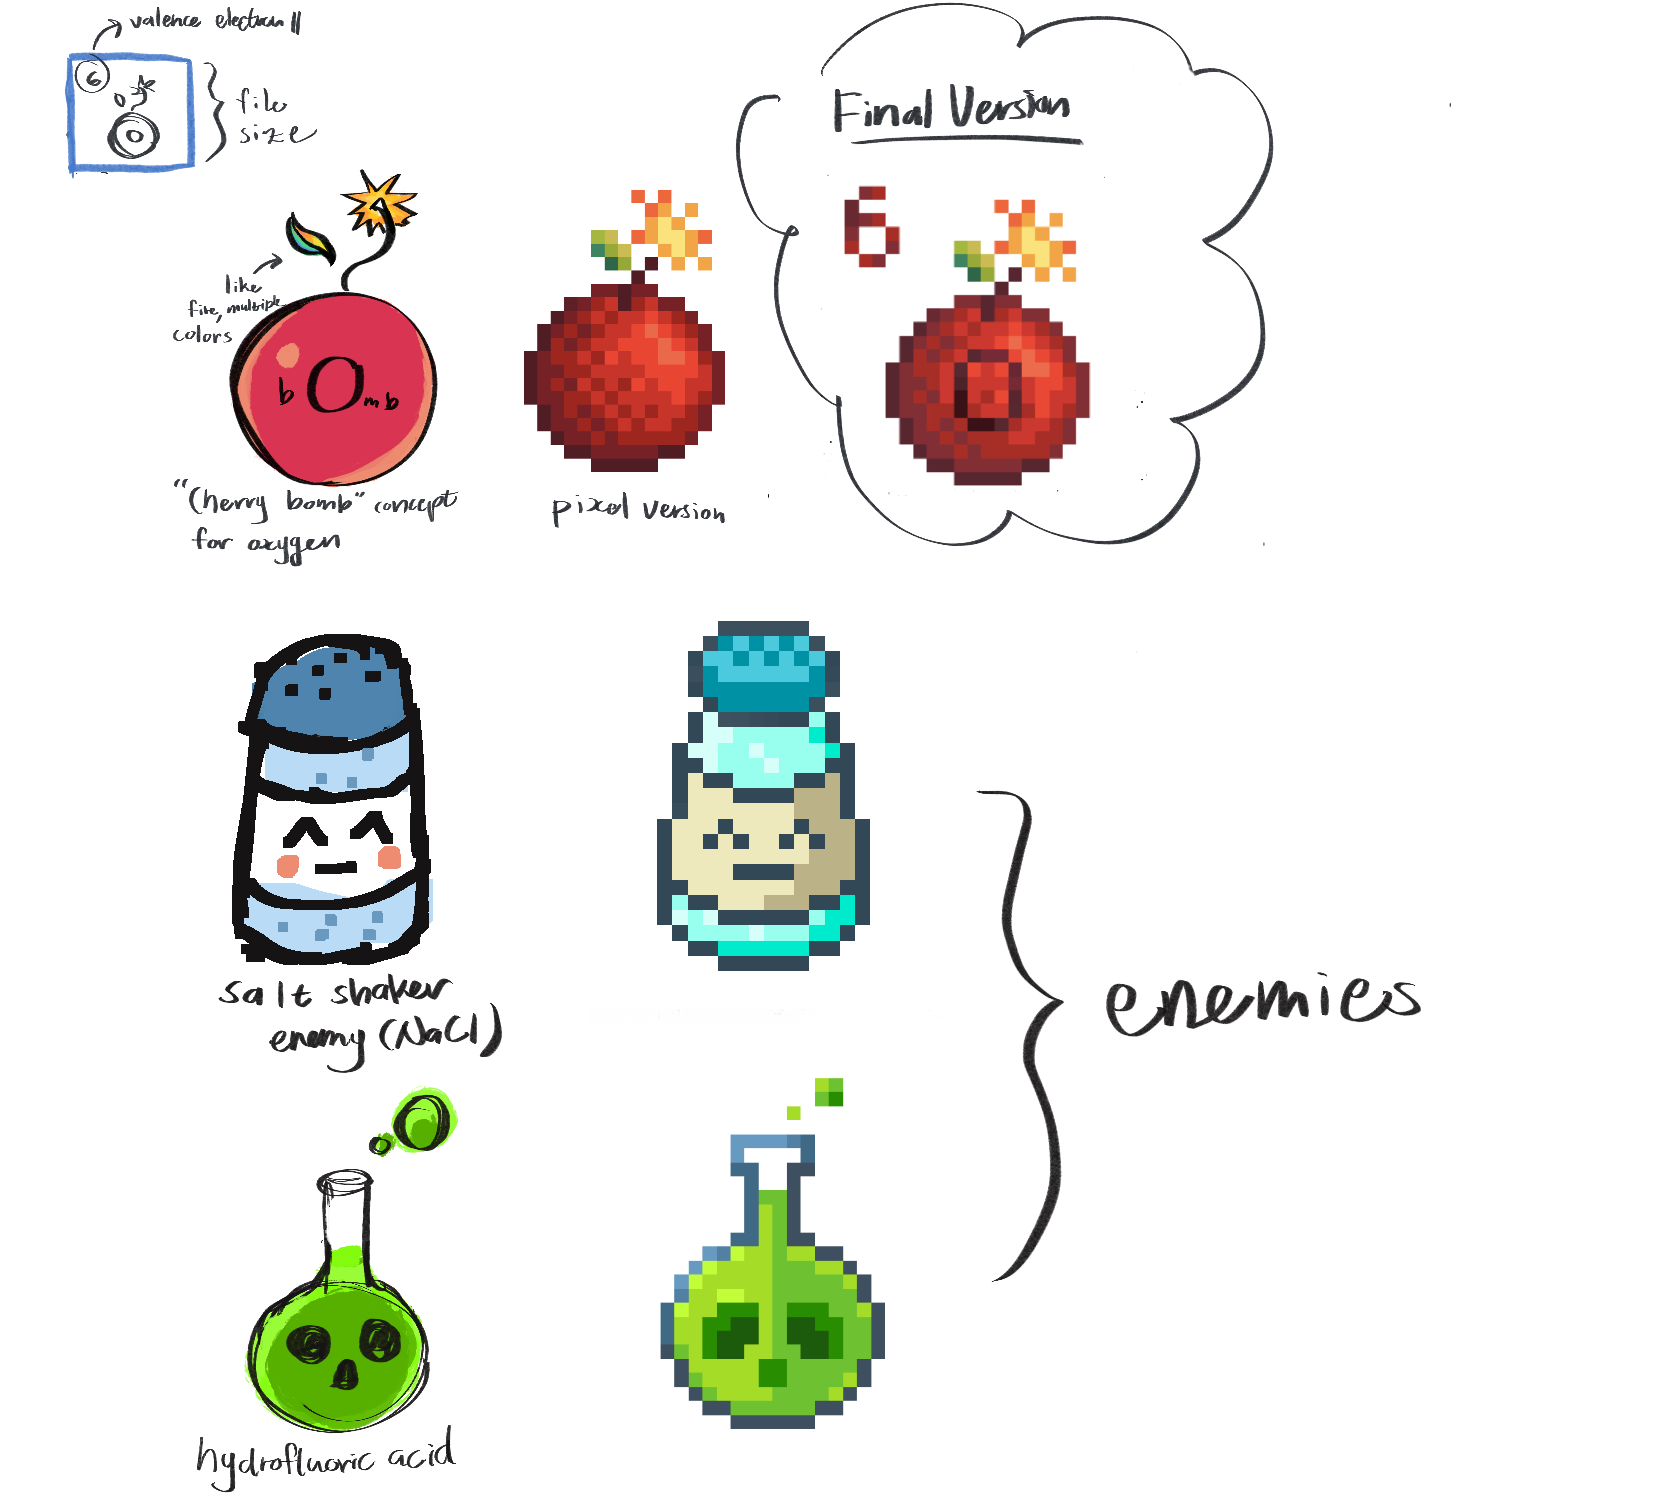 valence electron
6
O
file
size
Final Version
6
O
like
fire, multiple
colors
b O mb
"Cherry bomb" concept
for oxygen
pixel version
salt shaker
enemy (NaCl)
enemies
hydrofluoric acid